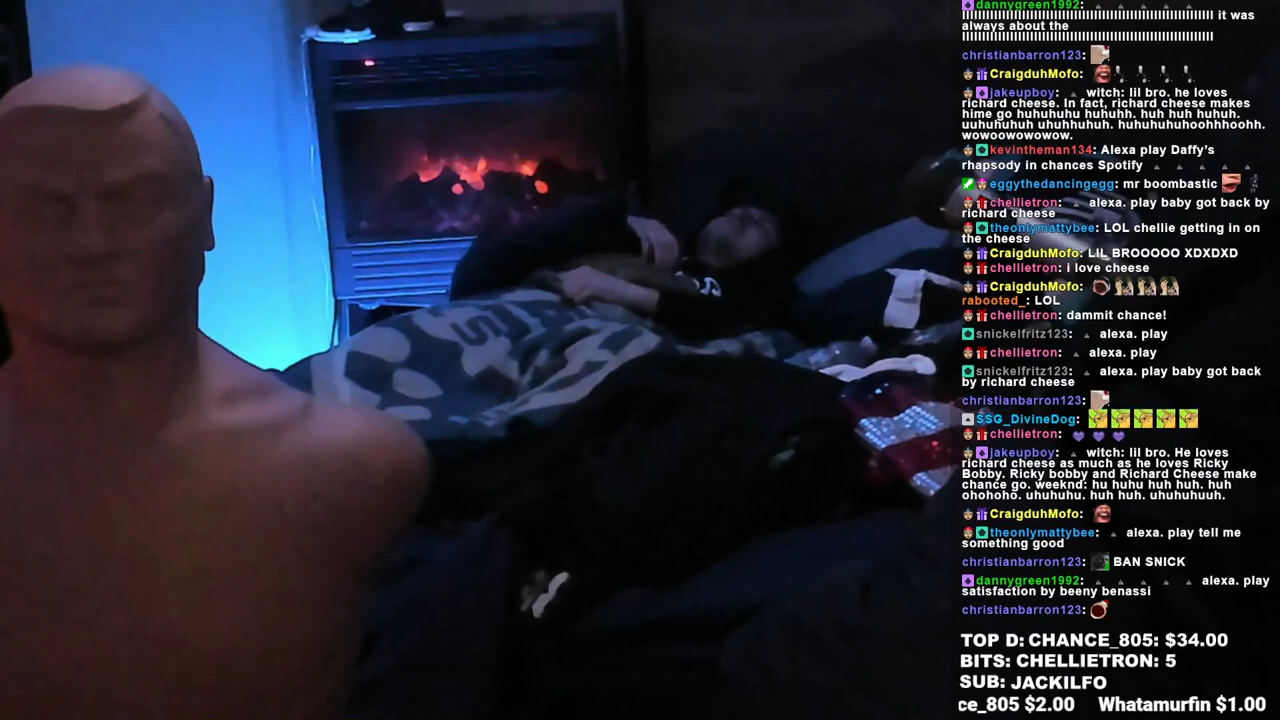 dannygreen1992:
llllllllllllllllllllllllllllllllllllllllllllllllll it was
always about the
llllllllllllllllllllllllllllllllllllllllllllllllll
christianbarron123:
CraigduhMofo:
jakeupboy: witch: lil bro. he loves
richard cheese. In fact, richard cheese makes
hime go huhuhuhu huhuhh. huh huh huhuh.
uuhuhuhuh uhuhhuhuh. huhuhuhuhoohhhoohh.
wowoowowowow.
kevintheman134: Alexa play Daffy's
rhapsody in chances Spotify
eggythedancingegg: mr boombastic
chellietron: alexa. play baby got back by
richard cheese
theonlymattybee: LOL chellie getting in on
the cheese
CraigduhMofo: LIL BROOOOO XDXDXD
chellietron: i love cheese
CraigduhMofo:
rabooted_: LOL
chellietron: dammit chance!
snickelfritz123: alexa. play
chellietron: alexa. play
snickelfritz123: alexa. play baby got back
by richard cheese
christianbarron123:
SSG_DivineDog:
chellietron:
jakeupboy: witch: lil bro. He loves
richard cheese as much as he loves Ricky
Bobby. Ricky bobby and Richard Cheese make
chance go. weeknd: hu huhu huh huh. huh
ohohoho. uhuhuhu. huh huh. uhuhuhuuh.
CraigduhMofo:
theonlymattybee: alexa. play tell me
something good
christianbarron123: BAN SNICK
dannygreen1992: alexa. play
satisfaction by beeny benassi
christianbarron123:
TOP D: CHANCE_805: $34.00
BITS: CHELLIETRON: 5
SUB: JACKILFO
ce_805 $2.00 Whatamurfin $1.00